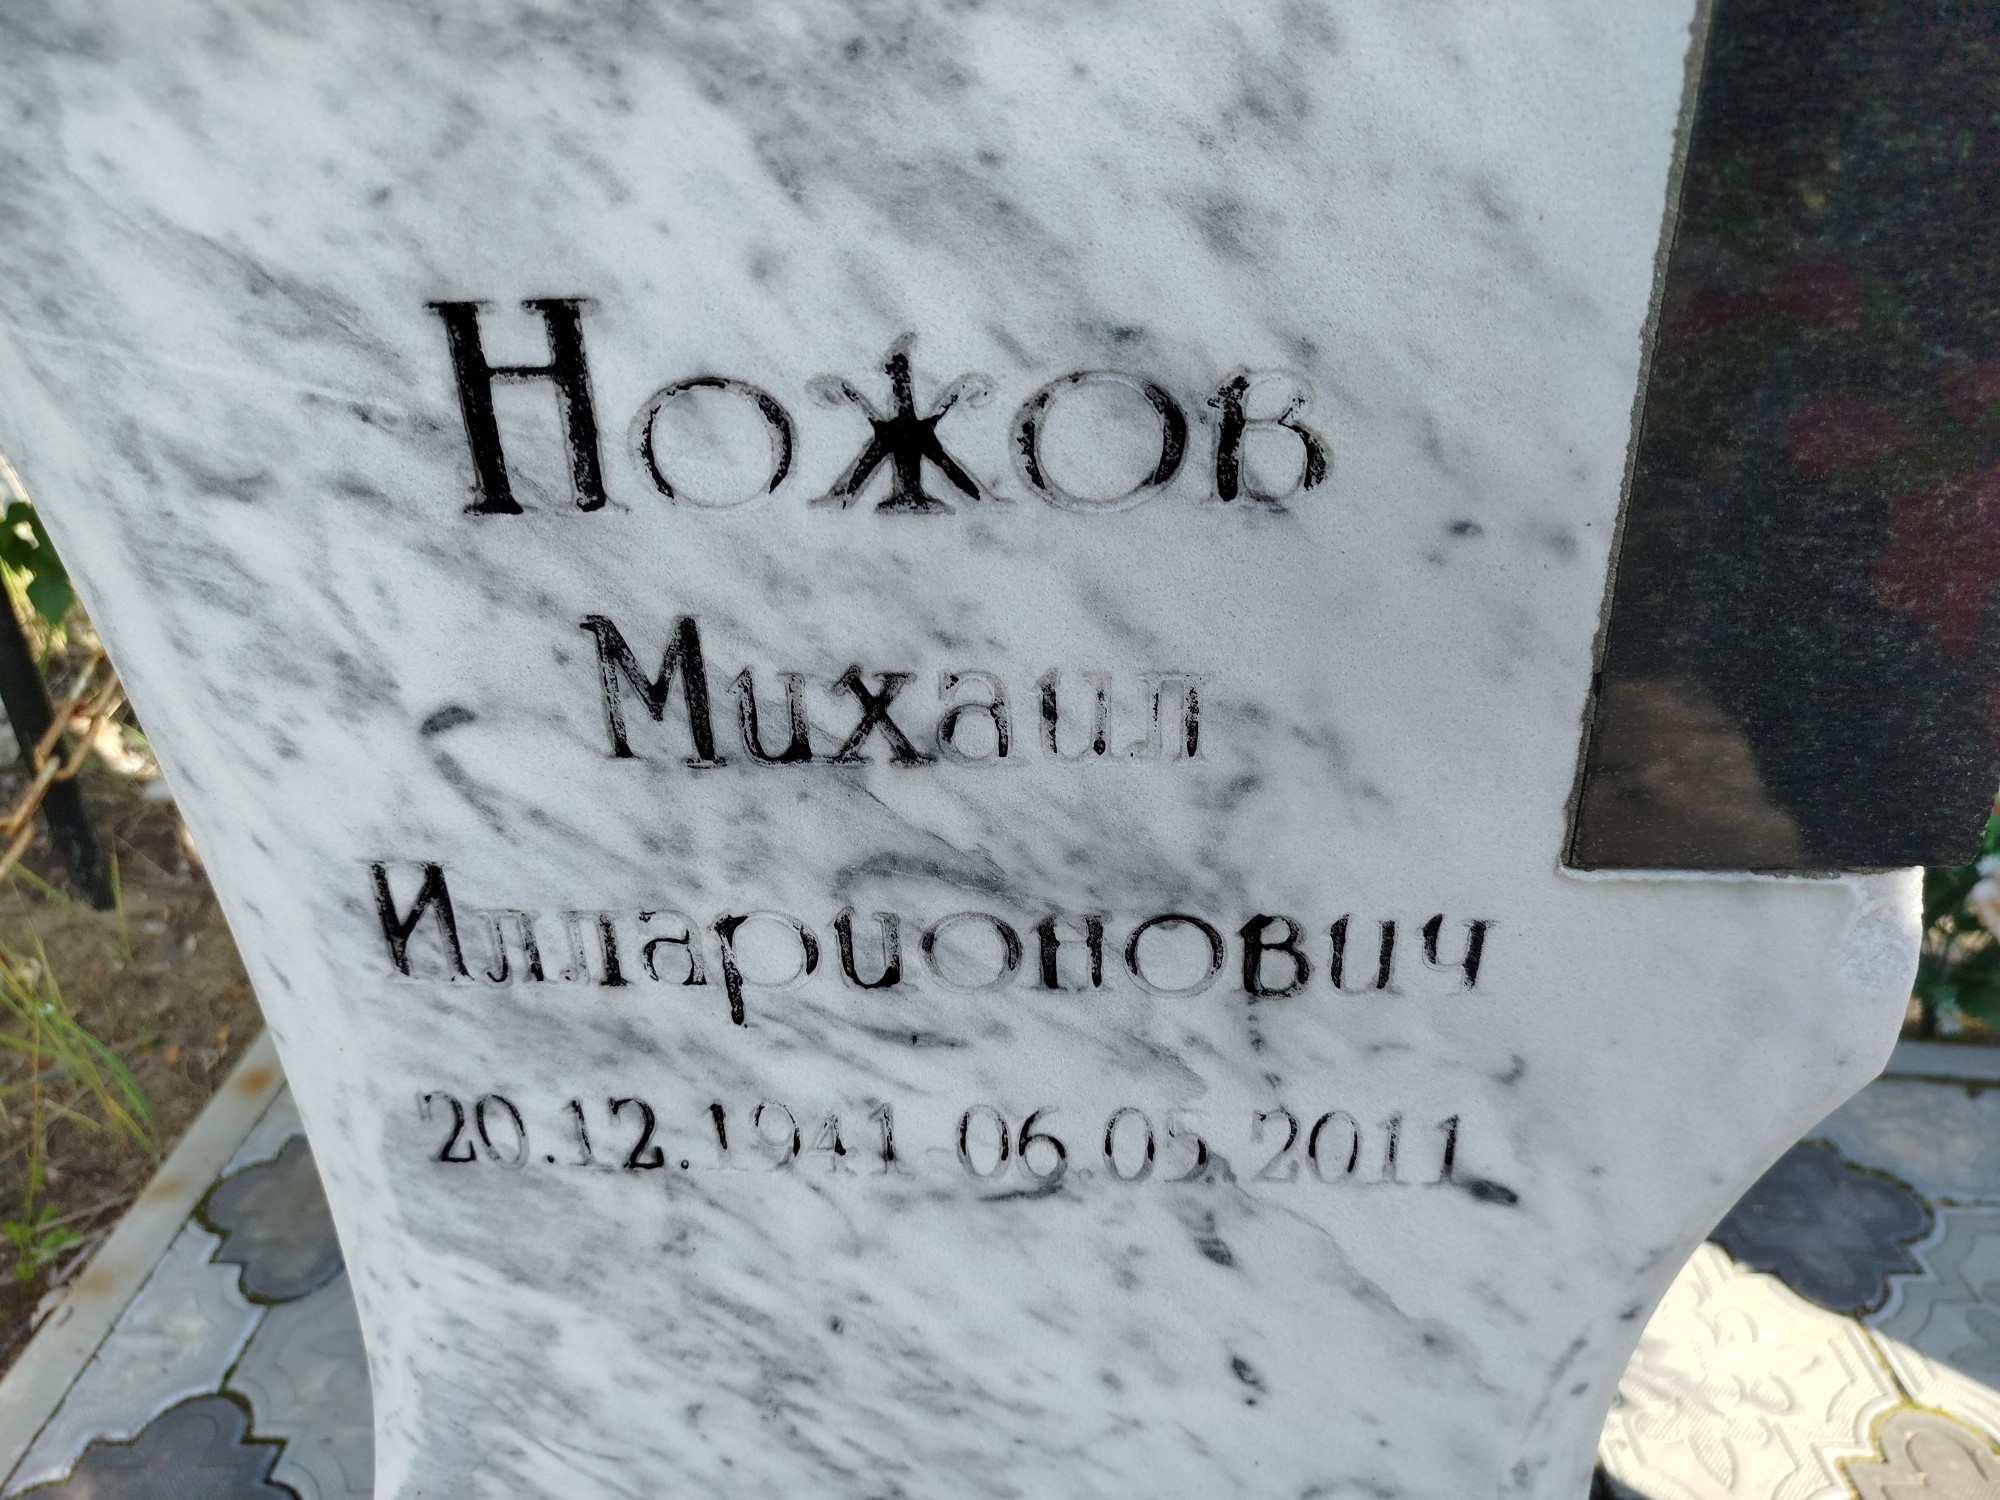 Ножов
Михаил
Илларионович
20.12.1941-06.05.2011